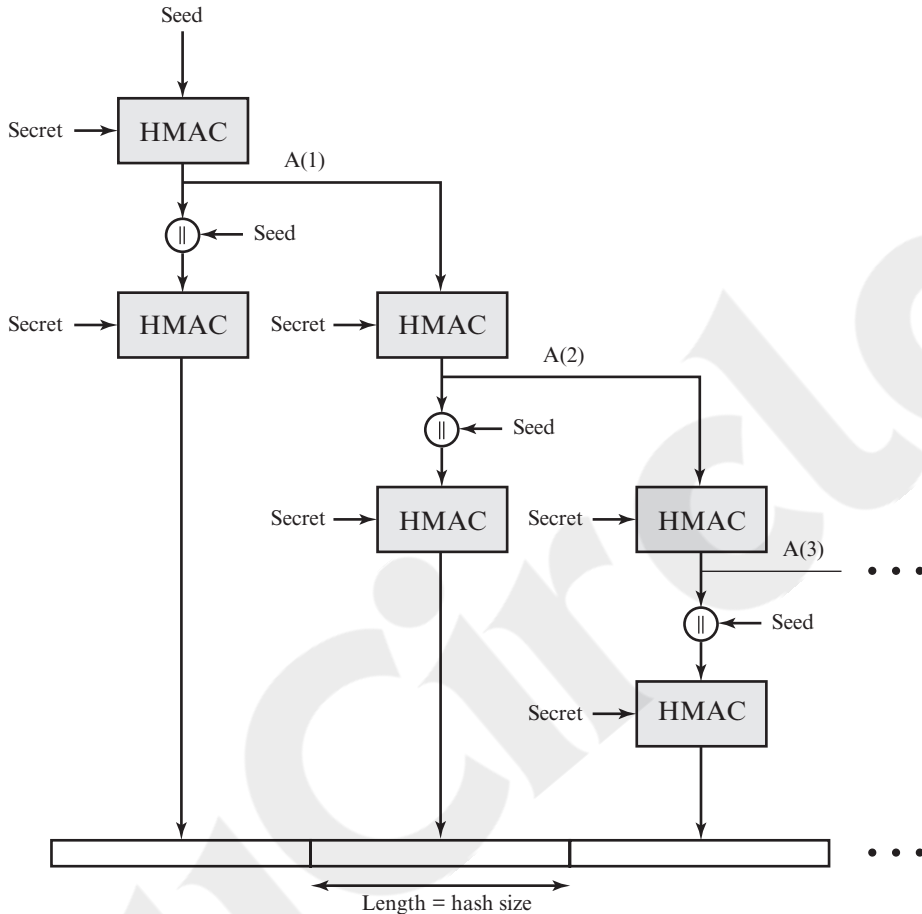 Seed
Secret HMAC
A(1)
|| Seed
Secret HMAC Secret HMAC
A(2)
|| Seed
Secret HMAC Secret HMAC
A(3)
• • •
|| Seed
Secret HMAC
• • •
Length = hash size